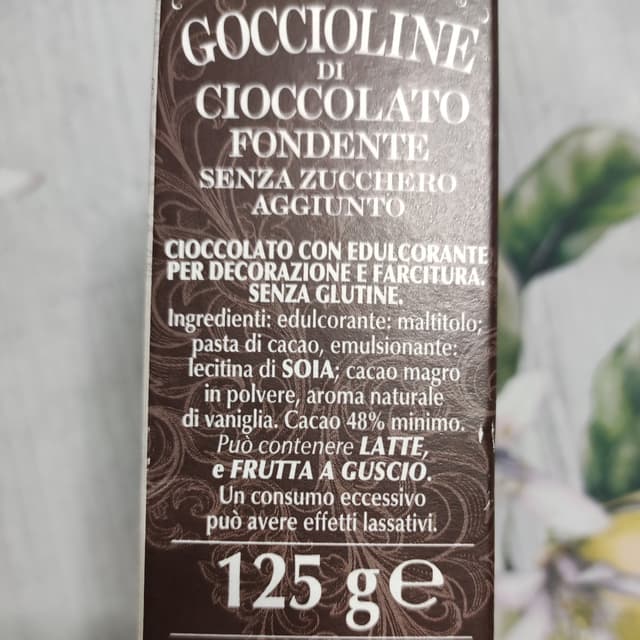 GOCCIOLINE
DI
CIOCCOLATO
FONDENTE
SENZA ZUCCHERO
AGGIUNTO
CIOCCOLATO CON EDULCORANTE
PER DECORAZIONE E FARCITURA.
SENZA GLUTINE.
Ingredienti: edulcorante: maltitolo;
pasta di cacao, emulsionante:
lecitina di SOIA; cacao magro
in polvere, aroma naturale
di vaniglia. Cacao 48% minimo.
Può contenere LATTE,
e FRUTTA A GUSCIO.
Un consumo eccessivo
può avere effetti lassativi.
125 g e